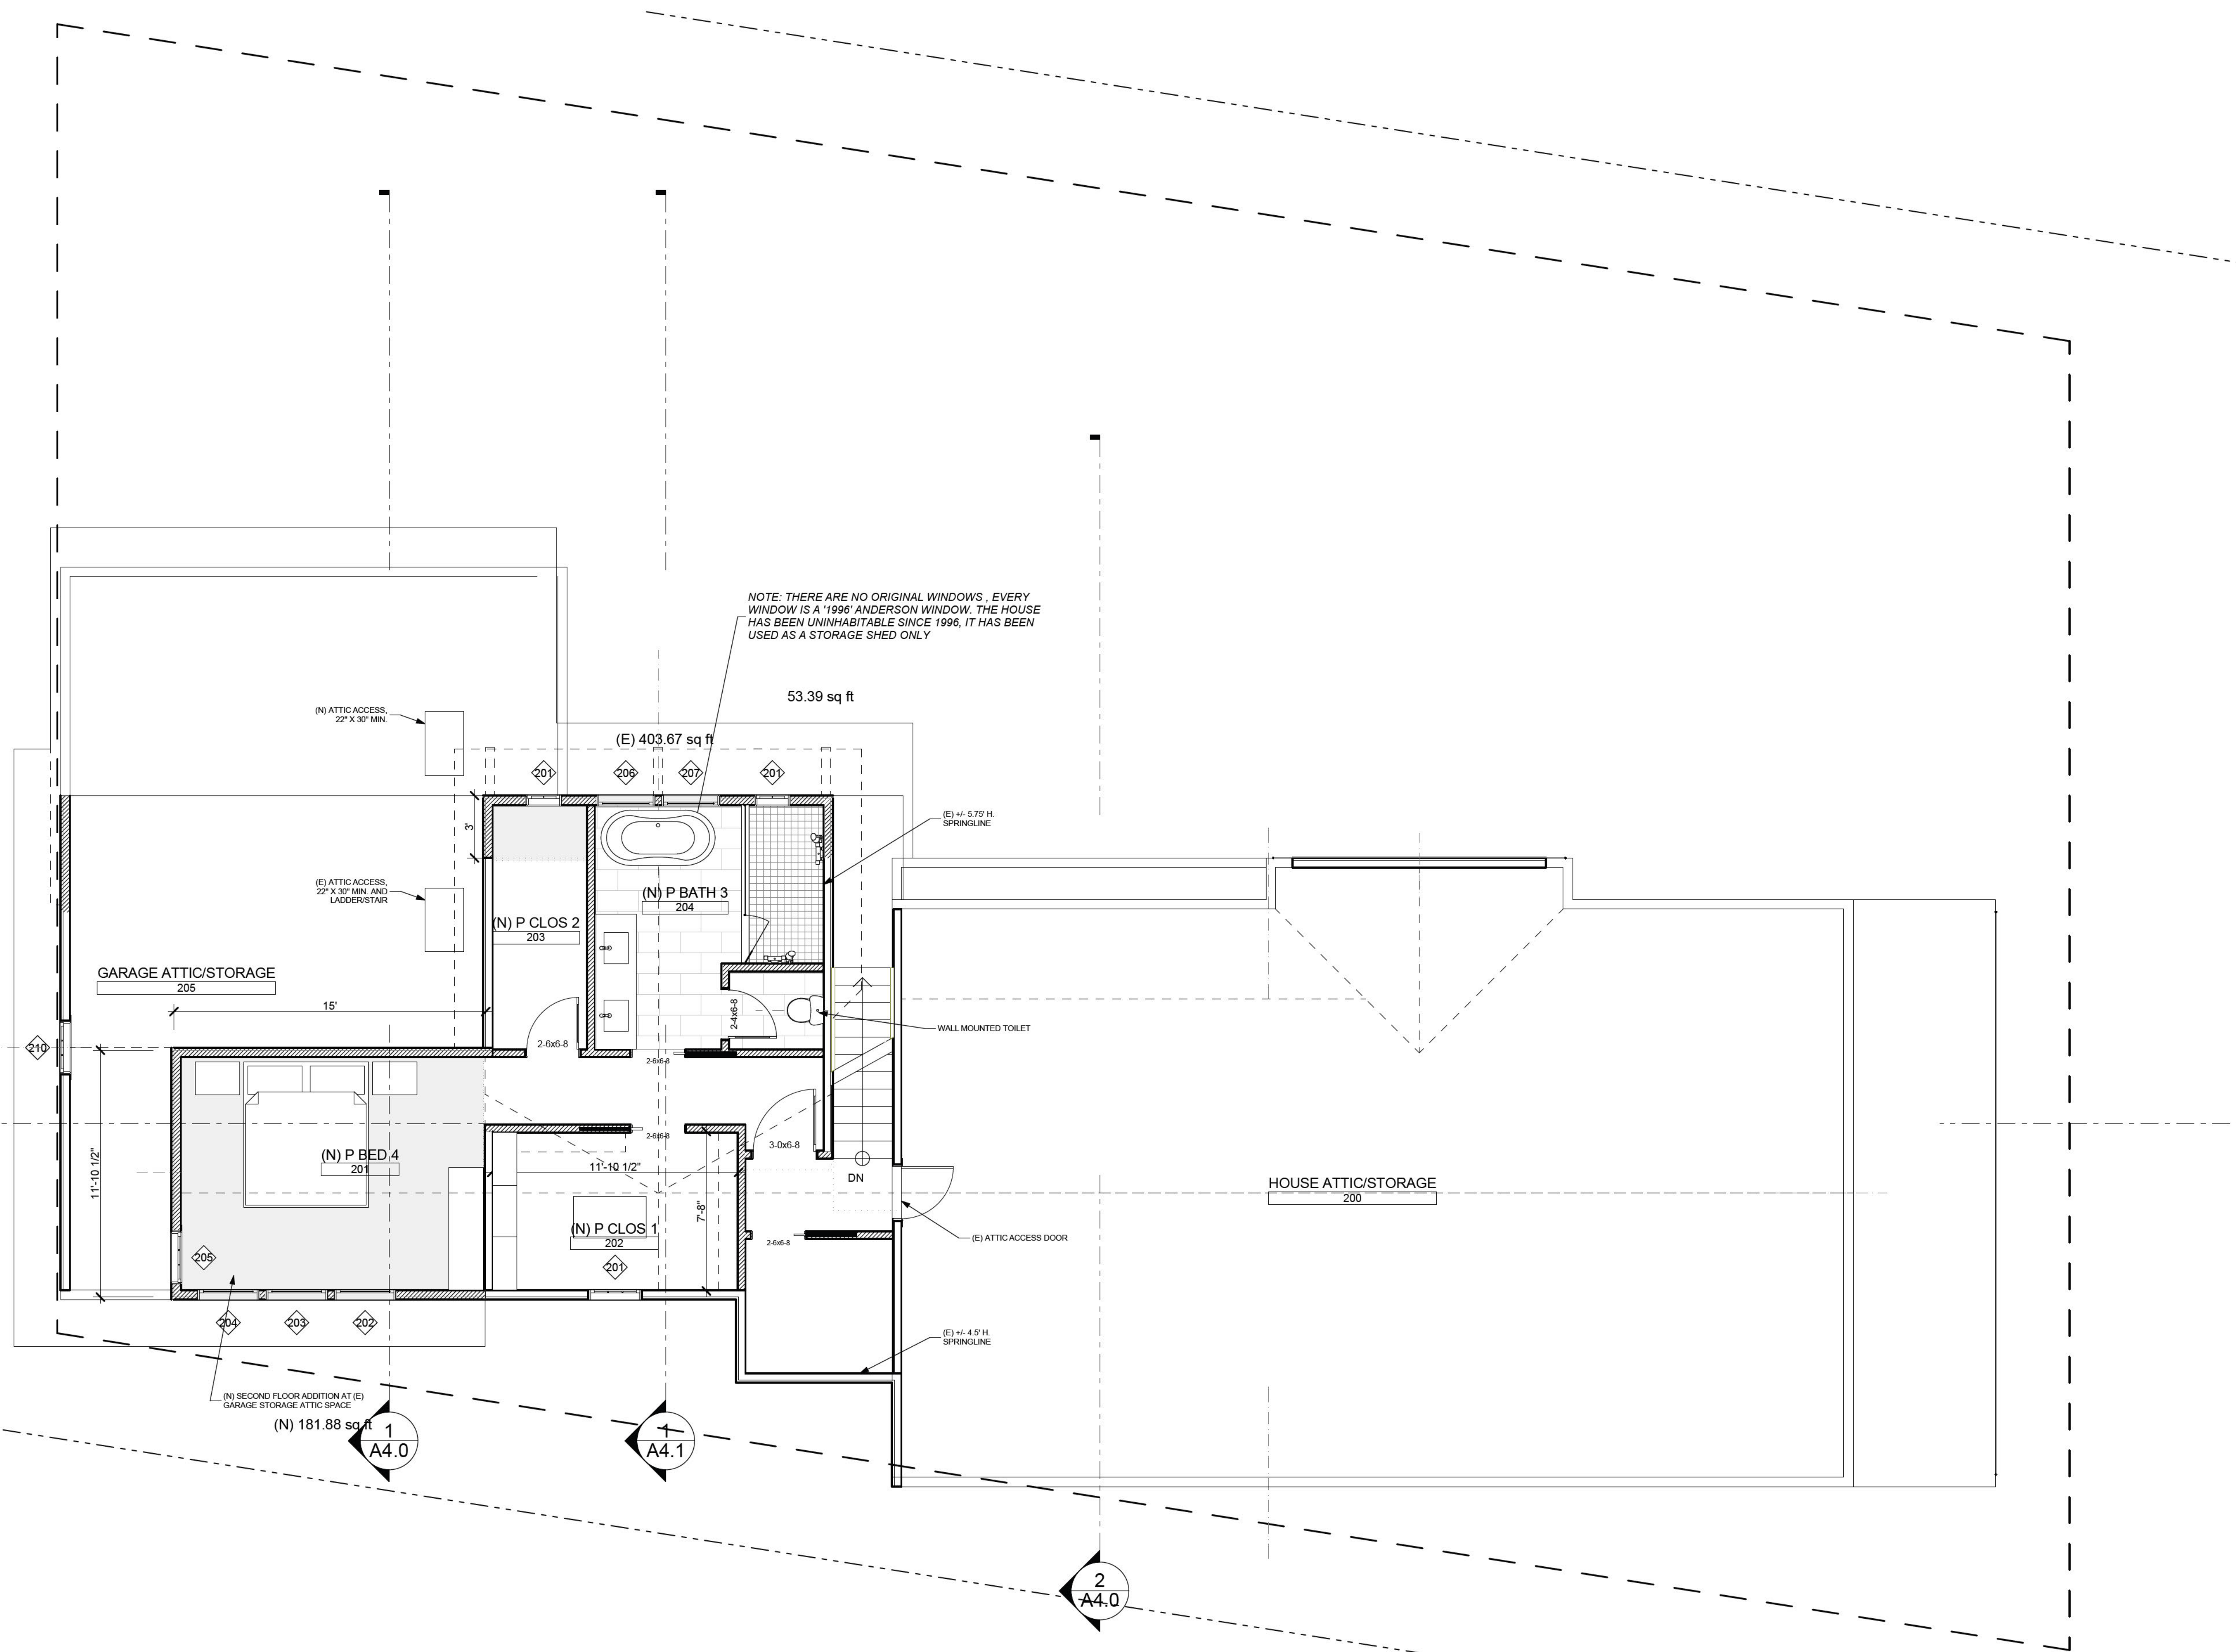 NOTE: THERE ARE NO ORIGINAL WINDOWS , EVERY
WINDOW IS A '1996' ANDERSON WINDOW. THE HOUSE
HAS BEEN UNINHABITABLE SINCE 1996, IT HAS BEEN
USED AS A STORAGE SHED ONLY
53.39 sq ft
(N) ATTIC ACCESS,
22" X 30" MIN.
(E) 403.67 sq ft
201
206
207
201
3'
(E) +/- 5.75' H.
SPRINGLINE
(E) ATTIC ACCESS,
22" X 30" MIN. AND
LADDER/STAIR
(N) P BATH 3
204
(N) P CLOS 2
203
GARAGE ATTIC/STORAGE
205
15'
2-4x6-8
WALL MOUNTED TOILET
210
2-6x6-8
2-6x6-8
2-6x6-8
3-0x6-8
11'-10 1/2"
(N) P BED 4
201
11'-10 1/2"
DN
HOUSE ATTIC/STORAGE
200
7'-8"
(N) P CLOS 1
202
2-6x6-8
(E) ATTIC ACCESS DOOR
205
201
204
203
202
(E) +/- 4.5' H.
SPRINGLINE
(N) SECOND FLOOR ADDITION AT (E)
GARAGE STORAGE ATTIC SPACE
(N) 181.88 sq ft
1
A4.0
1
A4.1
2
A4.0